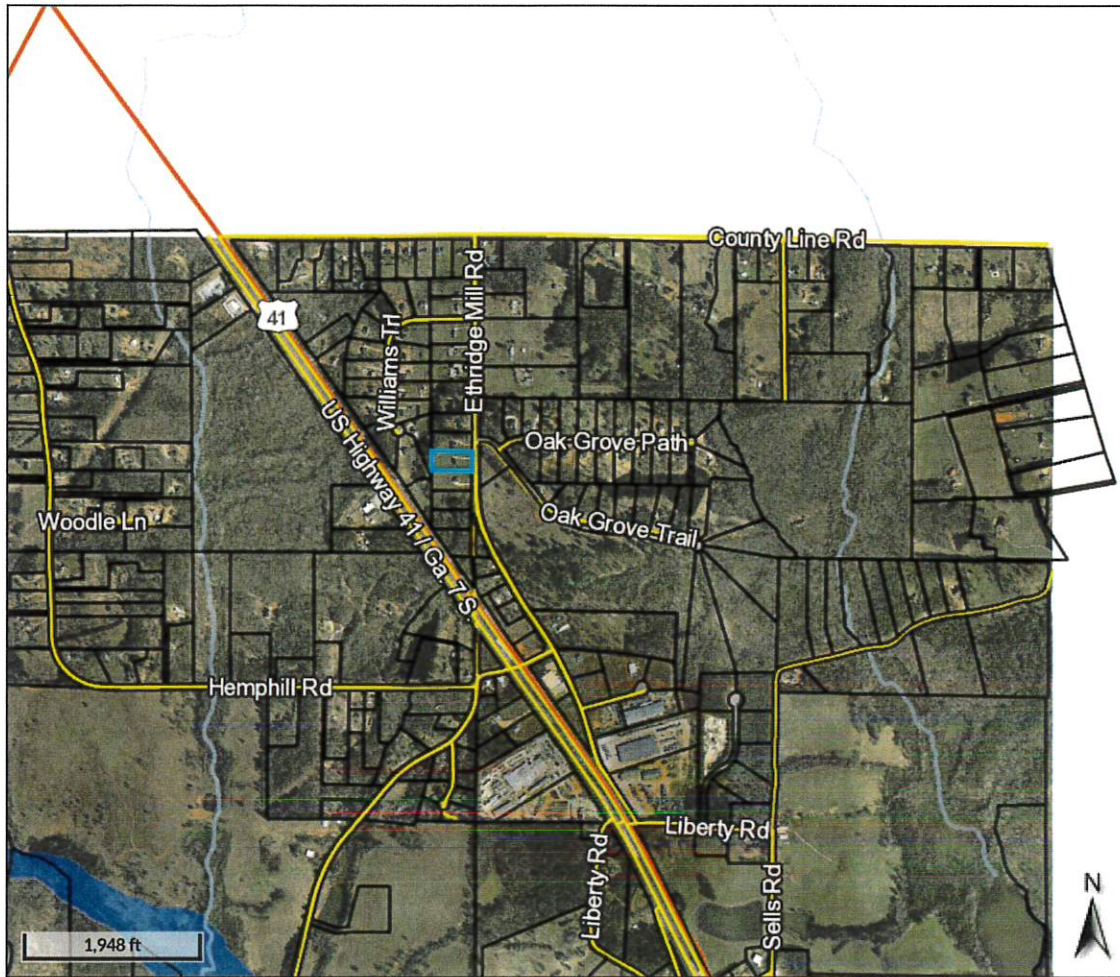 County Line Rd
41
Ethridge Mill Rd
Williams Trl
US Highway 41 / Ga. 7 S.
Oak Grove Path
Oak Grove Trail
Woodle Ln
Hemphill Rd
Liberty Rd
Liberty Rd
Sells Rd
N
1,948 ft